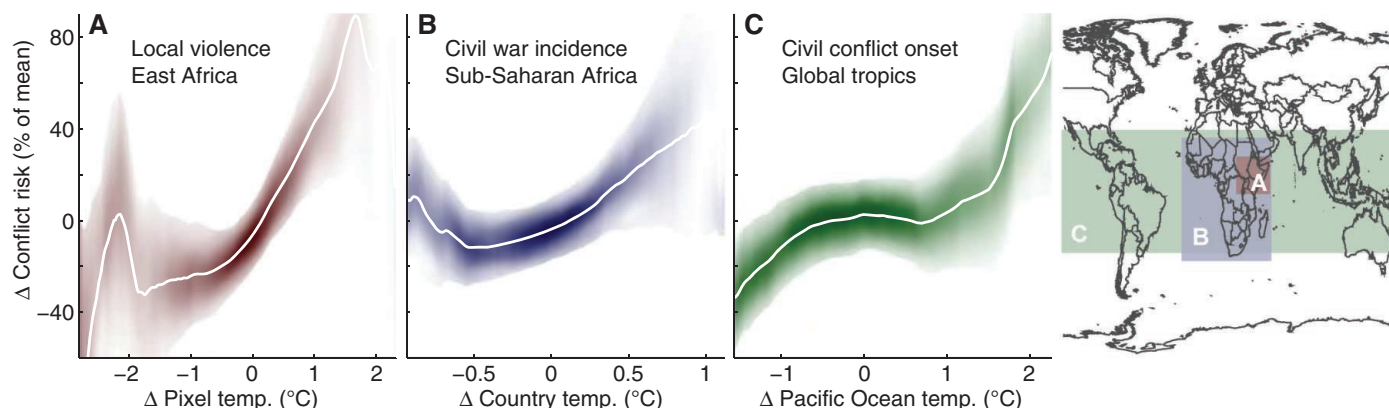 A
Local violence
East Africa
B
Civil war incidence
Sub-Saharan Africa
C
Civil conflict onset
Global tropics
Δ Conflict risk (% of mean)
80
40
0
−40
−2 −1 0 1 2
Δ Pixel temp. (°C)
−0.5 0 0.5 1
Δ Country temp. (°C)
−1 0 1 2
Δ Pacific Ocean temp. (°C)
A
B
C